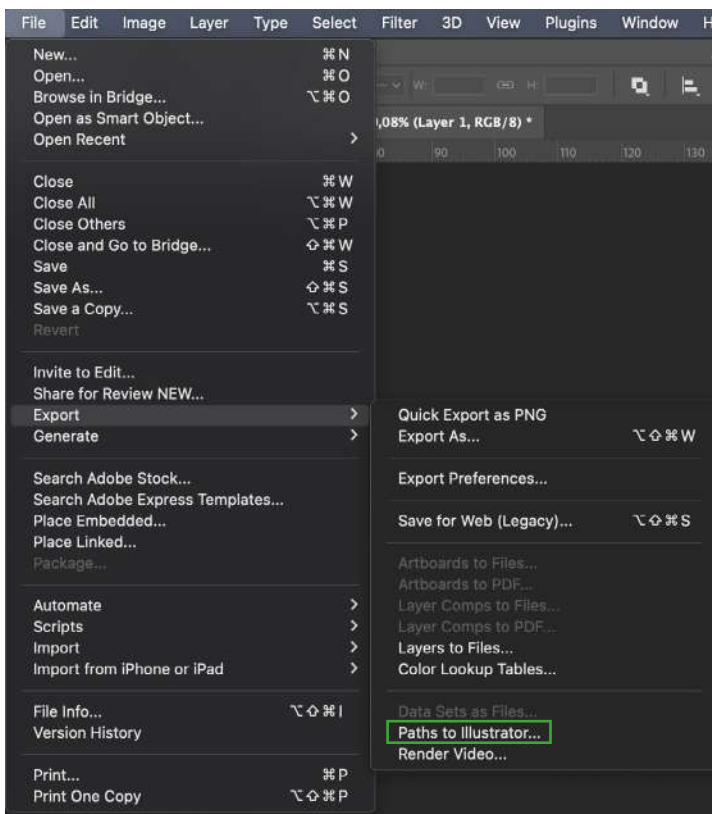 File Edit Image Layer Type Select Filter 3D View Plugins Window H
New... ⌘N
Open... ⌘O
Browse in Bridge... ⌥⌘O
Open as Smart Object...
Open Recent >
W: H:
,08% (Layer 1, RGB/8) *
90 100 110 120 130
Close ⌘W
Close All ⌥⌘W
Close Others ⌥⌘P
Close and Go to Bridge... ⇧⌘W
Save ⌘S
Save As... ⇧⌘S
Save a Copy... ⌥⌘S
Revert
Invite to Edit...
Share for Review NEW...
Export >
Generate >
Search Adobe Stock...
Search Adobe Express Templates...
Place Embedded...
Place Linked...
Package...
Automate >
Scripts >
Import >
Import from iPhone or iPad >
File Info... ⌥⇧⌘I
Version History
Print... ⌘P
Print One Copy ⌥⇧⌘P
Quick Export as PNG
Export As... ⌥⇧⌘W
Export Preferences...
Save for Web (Legacy)... ⌥⇧⌘S
Artboards to Files...
Artboards to PDF...
Layer Comps to Files...
Layer Comps to PDF...
Layers to Files...
Color Lookup Tables...
Data Sets as Files...
Paths to Illustrator...
Render Video...